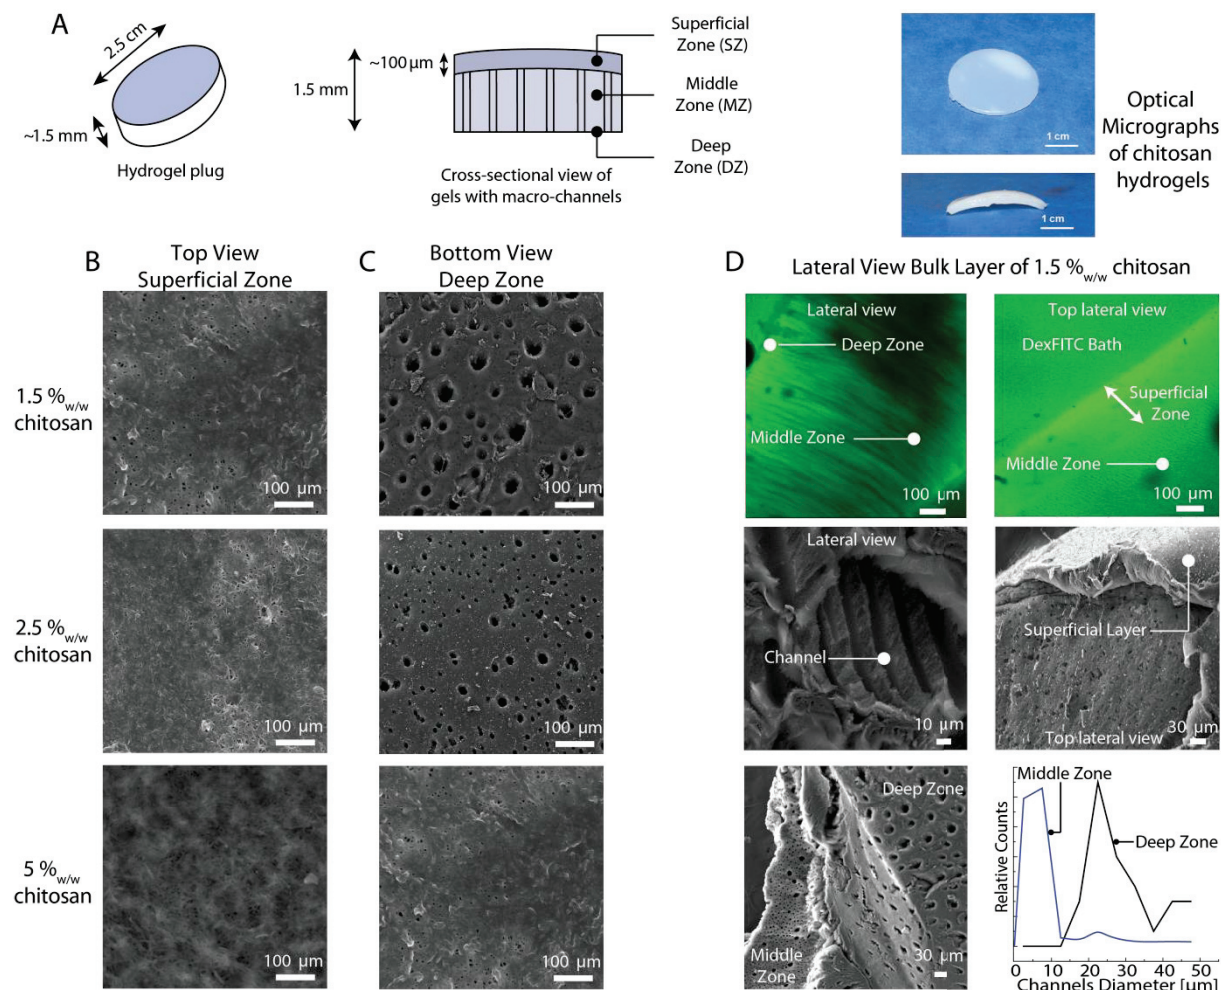 A
2.5 cm
~1.5 mm
Hydrogel plug
1.5 mm
~100 µm
Superficial
Zone (SZ)
Middle
Zone (MZ)
Deep
Zone (DZ)
Cross-sectional view of
gels with macro-channels
1 cm
1 cm
Optical
Micrographs
of chitosan
hydrogels
B
Top View
Superficial Zone
C
Bottom View
Deep Zone
D
Lateral View Bulk Layer of 1.5 %w/w chitosan
1.5 %w/w
chitosan
100 µm
100 µm
2.5 %w/w
chitosan
100 µm
100 µm
5 %w/w
chitosan
100 µm
100 µm
Lateral view
Deep Zone
Middle Zone
100 µm
Top lateral view
DexFITC Bath
Superficial
Zone
Middle Zone
100 µm
Lateral view
Channel
10 µm
Superficial Layer
30 µm
Top lateral view
Deep Zone
Middle
Zone
30 µm
Middle Zone
Deep Zone
Relative Counts
0 10 20 30 40 50
Channels Diameter [µm]